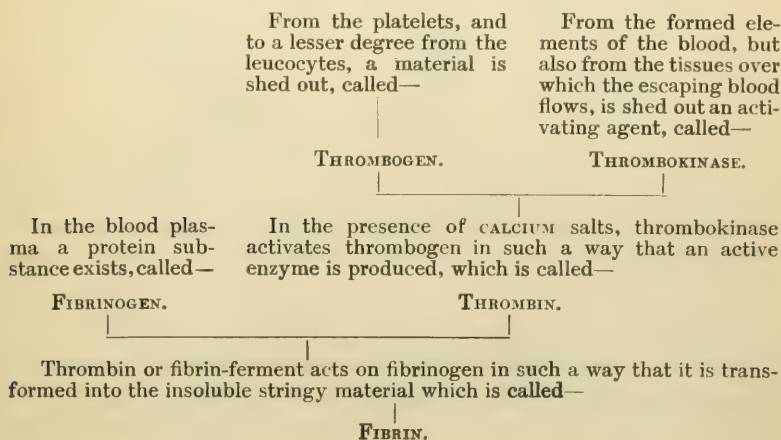 From the platelets, and
to a lesser degree from the
leucocytes, a material is
shed out, called—
From the formed ele-
ments of the blood, but
also from the tissues over
which the escaping blood
flows, is shed out an acti-
vating agent, called—
THROMBOGEN.
THROMBOKINASE.
In the blood plas-
ma a protein sub-
stance exists, called—
In the presence of CALCIUM salts, thrombokinase
activates thrombogen in such a way that an active
enzyme is produced, which is called—
FIBRINOGEN.
THROMBIN.
Thrombin or fibrin-ferment acts on fibrinogen in such a way that it is trans-
formed into the insoluble stringy material which is called—
FIBRIN.